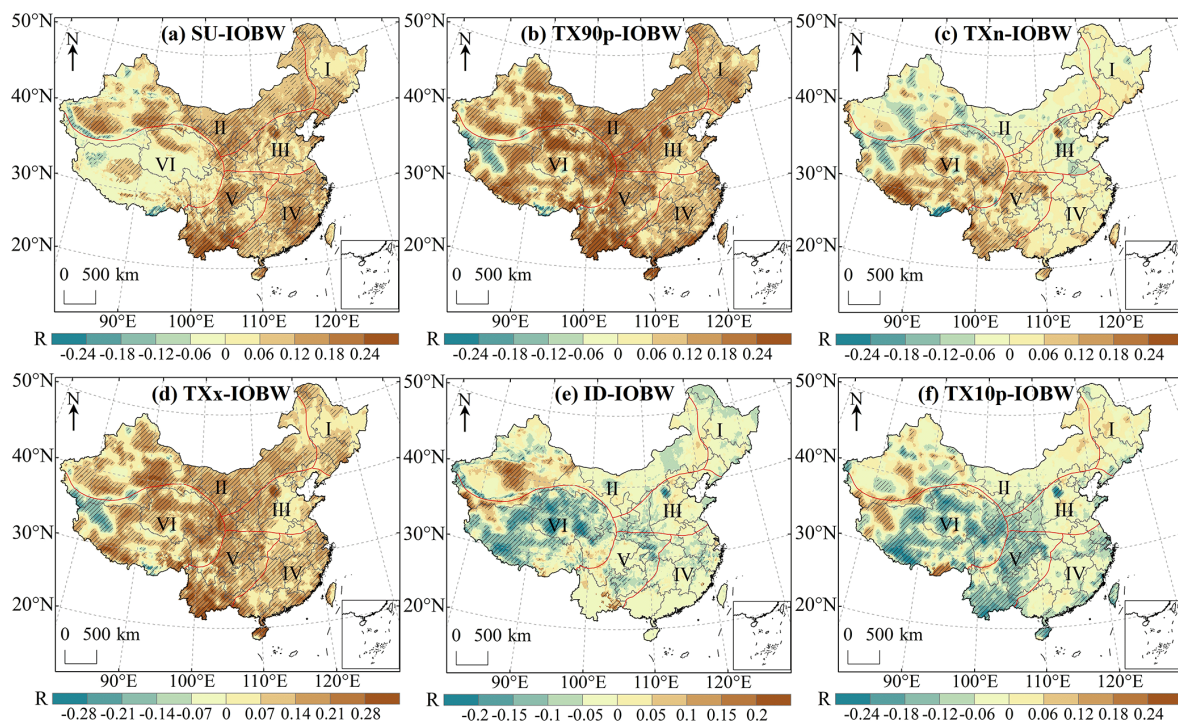 (a) SU-IOBW
(b) TX90p-IOBW
(c) TXn-IOBW
50°N
40°N
30°N
20°N
N
I
II
III
IV
V
VI
0 500 km
90°E 100°E 110°E 120°E
R
-0.24 -0.18 -0.12 -0.06 0 0.06 0.12 0.18 0.24
50°N
40°N
30°N
20°N
N
I
II
III
IV
V
VI
0 500 km
90°E 100°E 110°E 120°E
R
-0.24 -0.18 -0.12 -0.06 0 0.06 0.12 0.18 0.24
50°N
40°N
30°N
20°N
N
I
II
III
IV
V
VI
0 500 km
90°E 100°E 110°E 120°E
R
-0.24 -0.18 -0.12 -0.06 0 0.06 0.12 0.18 0.24
(d) TXx-IOBW
(e) ID-IOBW
(f) TX10p-IOBW
50°N
40°N
30°N
20°N
N
I
II
III
IV
V
VI
0 500 km
90°E 100°E 110°E 120°E
R
-0.28 -0.21 -0.14 -0.07 0 0.07 0.14 0.21 0.28
50°N
40°N
30°N
20°N
N
I
II
III
IV
V
VI
0 500 km
90°E 100°E 110°E 120°E
R
-0.2 -0.15 -0.1 -0.05 0 0.05 0.1 0.15 0.2
50°N
40°N
30°N
20°N
N
I
II
III
IV
V
VI
0 500 km
90°E 100°E 110°E 120°E
R
-0.24 -0.18 -0.12 -0.06 0 0.06 0.12 0.18 0.24